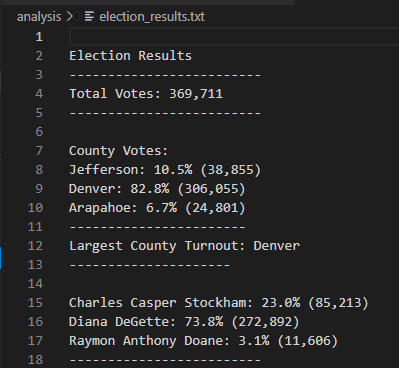 analysis > election_results.txt
1
2 Election Results
3 -------------------------
4 Total Votes: 369,711
5 -------------------------
6
7 County Votes:
8 Jefferson: 10.5% (38,855)
9 Denver: 82.8% (306,055)
10 Arapahoe: 6.7% (24,801)
11 -----------------------
12 Largest County Turnout: Denver
13 ---------------------
14
15 Charles Casper Stockham: 23.0% (85,213)
16 Diana DeGette: 73.8% (272,892)
17 Raymon Anthony Doane: 3.1% (11,606)
18 -------------------------